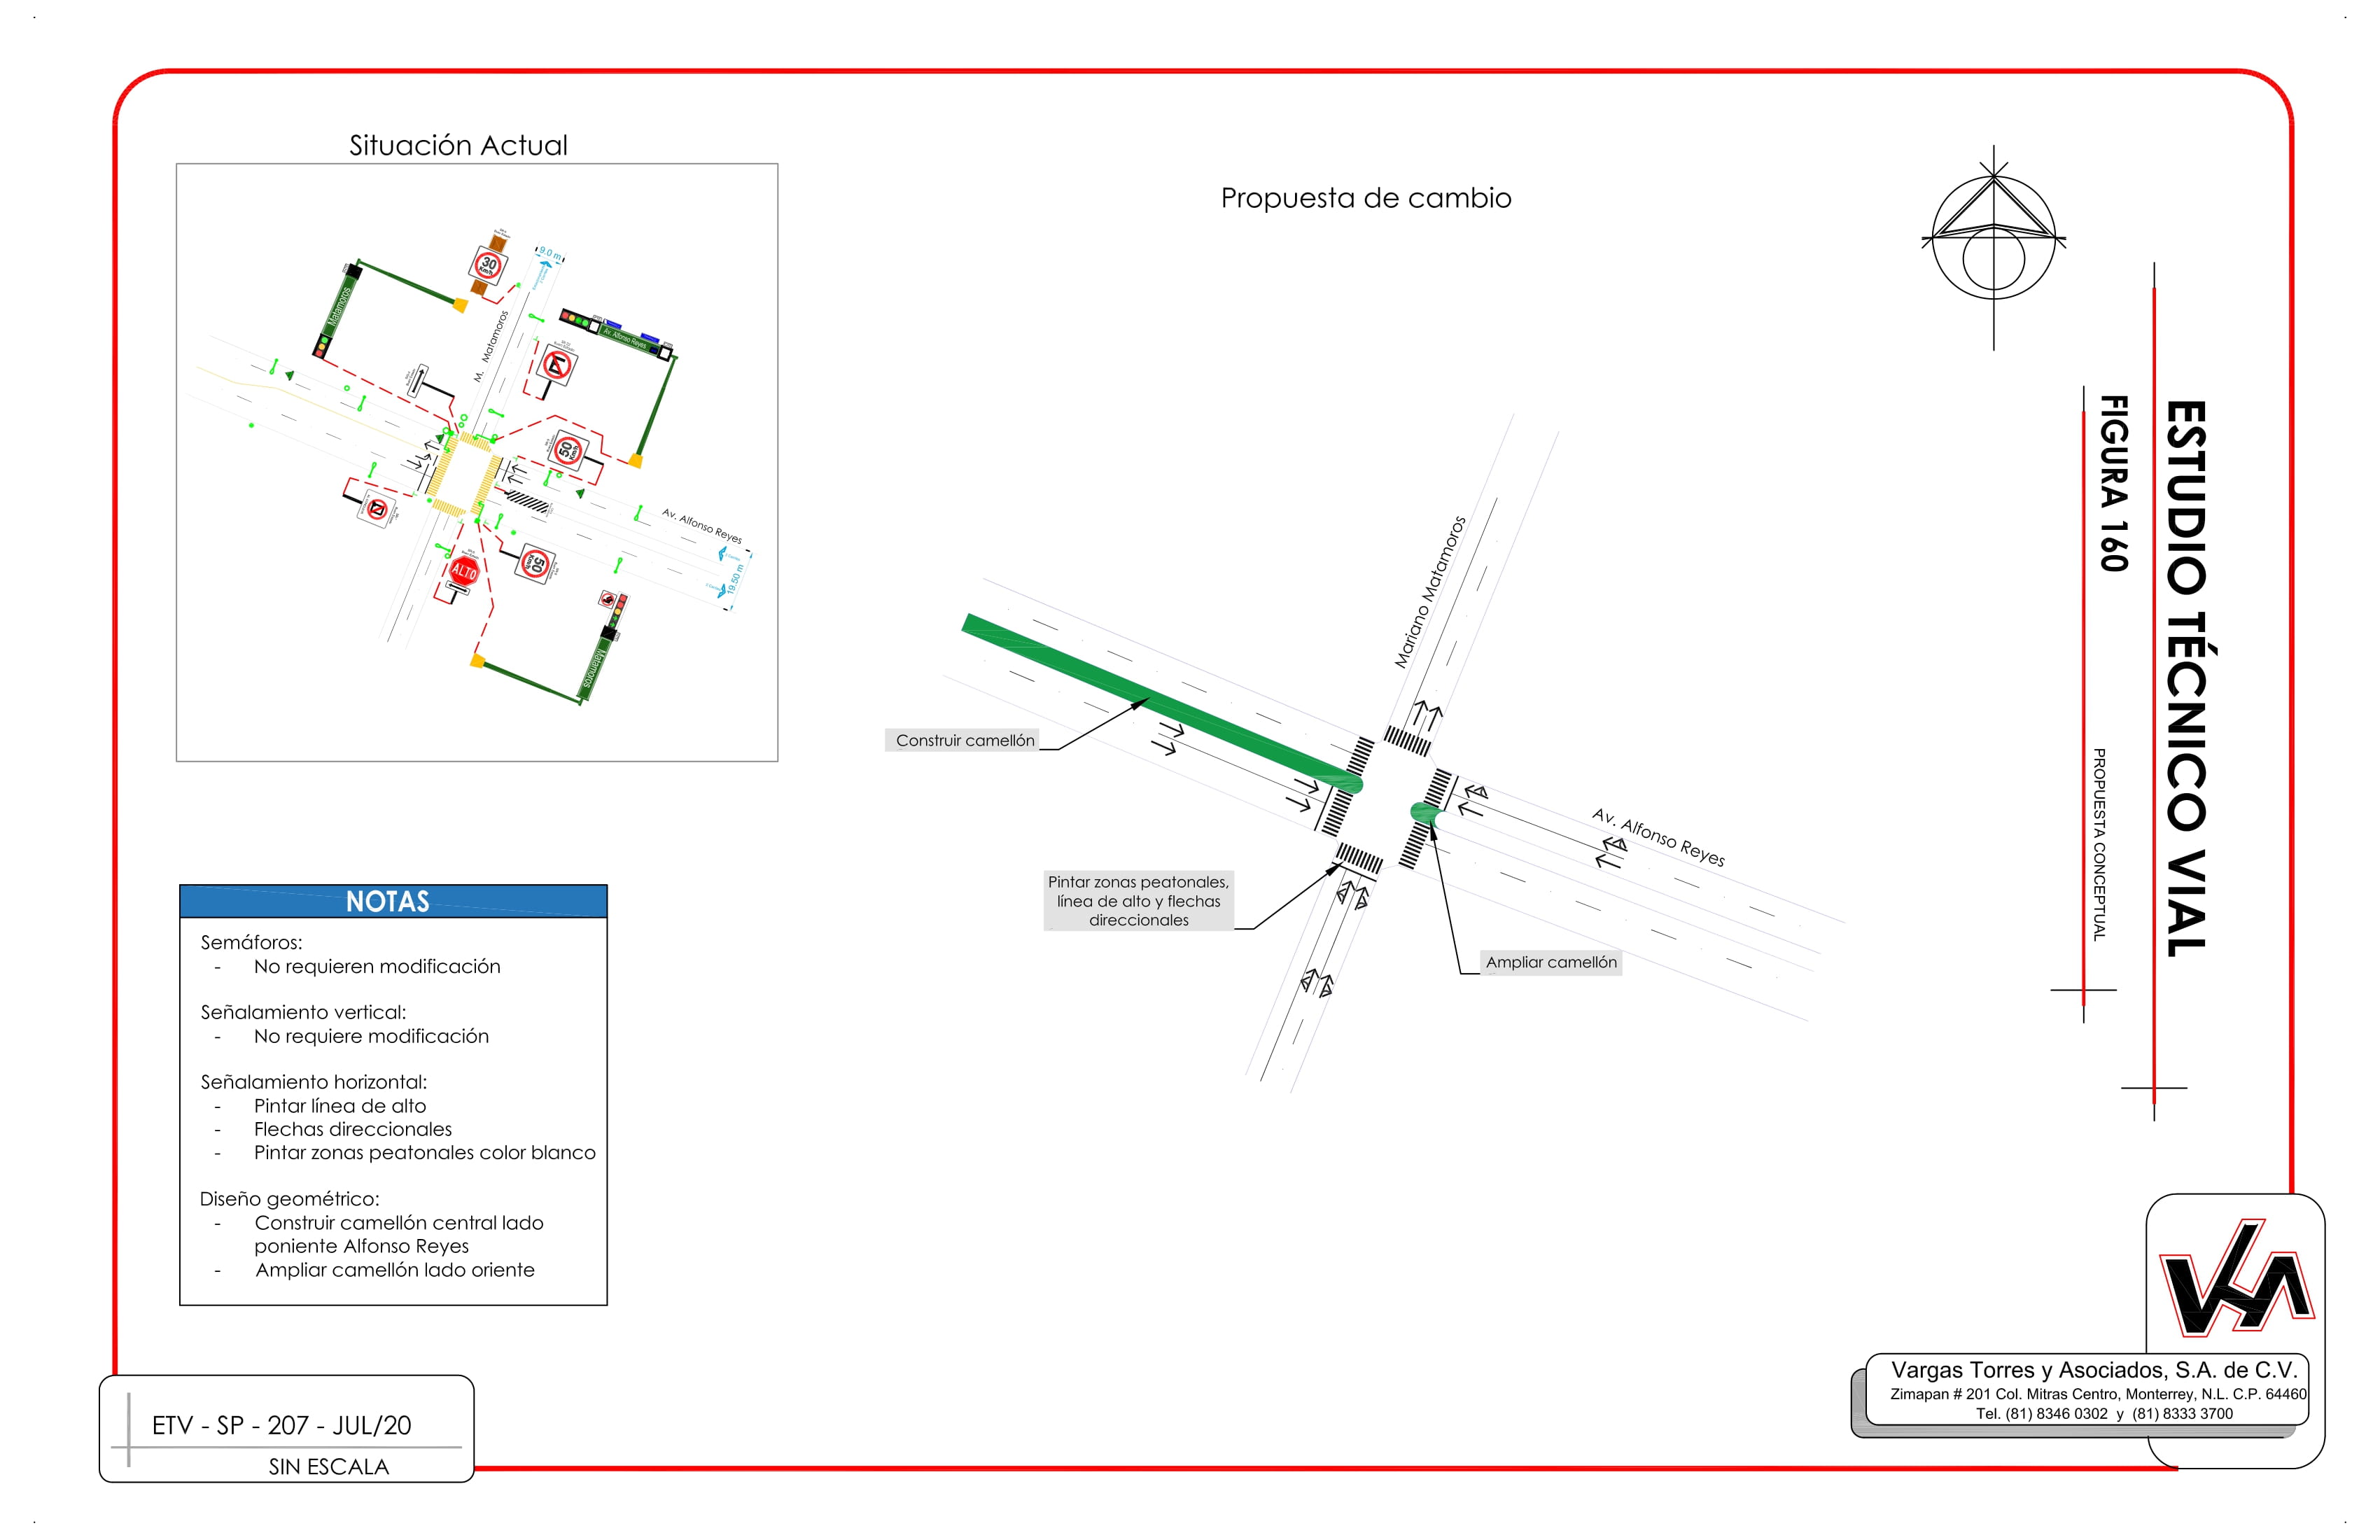 Situación Actual
Propuesta de cambio
9.0 m
30
Km/h
Matamoros
M. Matamoros
Av. Alfonso Reyes
50
Km/h
Av. Alfonso Reyes
19.50 m
50
Km/h
ALTO
Matamoros
Mariano Matamoros
Construir camellón
Av. Alfonso Reyes
Pintar zonas peatonales,
línea de alto y flechas
direccionales
Ampliar camellón
ESTUDIO TÉCNICO VIAL
FIGURA 160
PROPUESTA CONCEPTUAL
NOTAS
Semáforos:
- No requieren modificación
Señalamiento vertical:
- No requiere modificación
Señalamiento horizontal:
- Pintar línea de alto
- Flechas direccionales
- Pintar zonas peatonales color blanco
Diseño geométrico:
- Construir camellón central lado
poniente Alfonso Reyes
- Ampliar camellón lado oriente
ETV - SP - 207 - JUL/20
SIN ESCALA
Vargas Torres y Asociados, S.A. de C.V.
Zimapan # 201 Col. Mitras Centro, Monterrey, N.L. C.P. 64460
Tel. (81) 8346 0302 y (81) 8333 3700